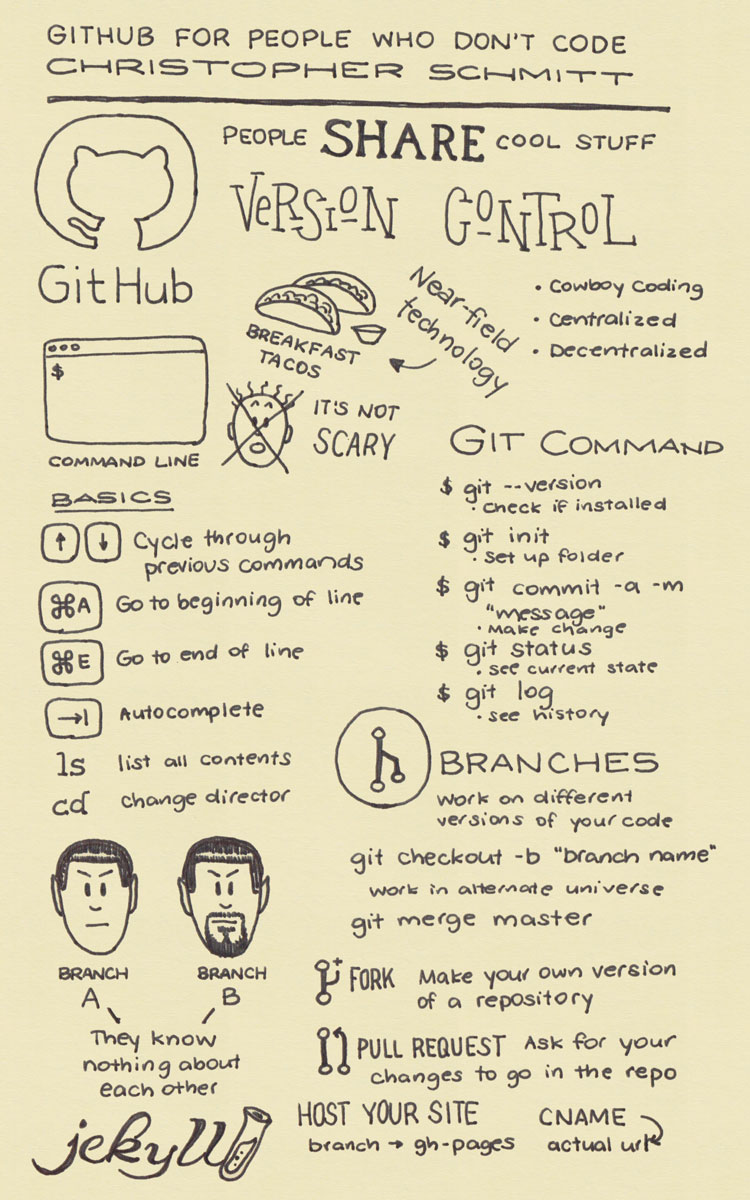 GITHUB FOR PEOPLE WHO DON'T CODE
CHRISTOPHER SCHMITT
PEOPLE SHARE COOL STUFF
VERSION CONTROL
GitHub
BREAKFAST
TACOS
Near-field
technology
• Cowboy Coding
• Centralized
• Decentralized
$
COMMAND LINE
IT'S NOT
SCARY
BASICS
↑ ↓ Cycle through
previous commands
⌘A Go to beginning of line
⌘E Go to end of line
→| Autocomplete
ls list all contents
cd change director
GIT COMMAND
$ git --version
• Check if installed
$ git init
• Set up folder
$ git commit -a -m
"message"
• Make change
$ git status
• see current state
$ git log
• see history
BRANCHES
Work on different
versions of your code
git checkout -b "branch name"
Work in alternate universe
git merge master
BRANCH
A
BRANCH
B
They know
nothing about
each other
FORK Make your own version
of a repository
PULL REQUEST Ask for your
changes to go in the repo
jekyll
HOST YOUR SITE
branch → gh-pages
CNAME
actual url